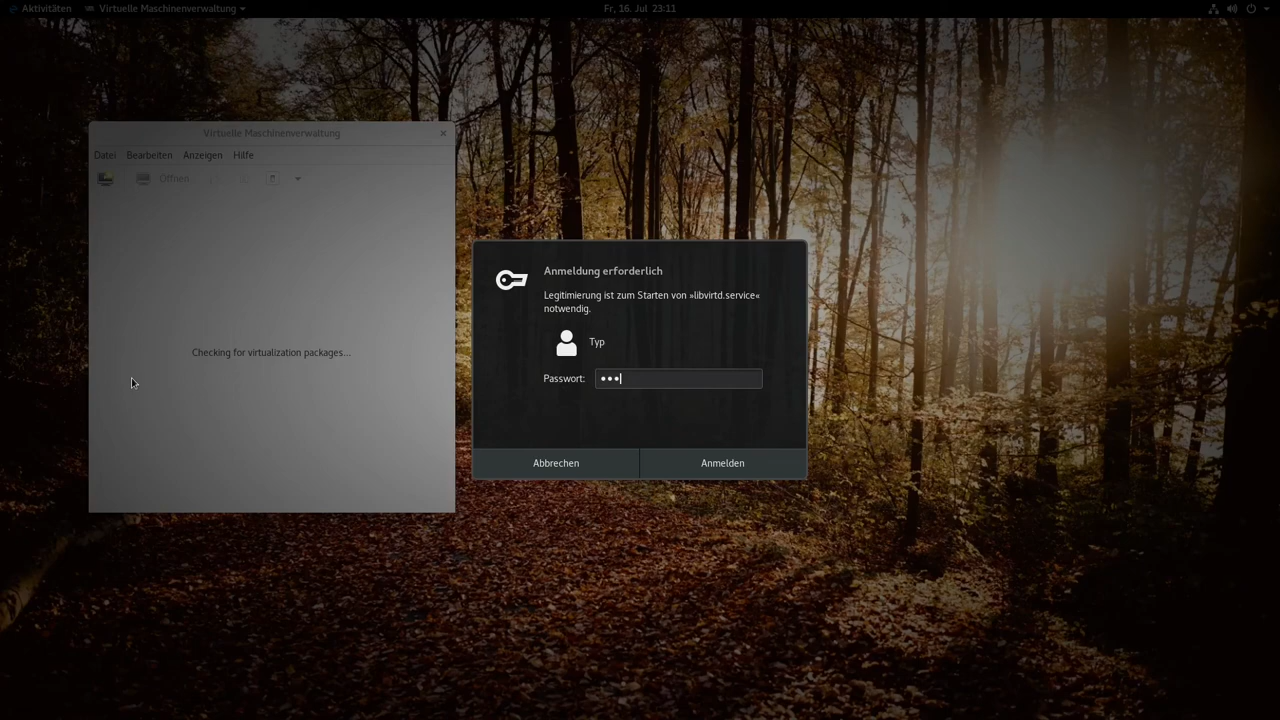 Aktivitäten Virtuelle Maschinenverwaltung Fr, 16. Jul 23:11
Virtuelle Maschinenverwaltung
Datei Bearbeiten Anzeigen Hilfe
Öffnen
Checking for virtualization packages...
Anmeldung erforderlich
Legitimierung ist zum Starten von »libvirtd.service«
notwendig.
Typ
Passwort:
Abbrechen Anmelden